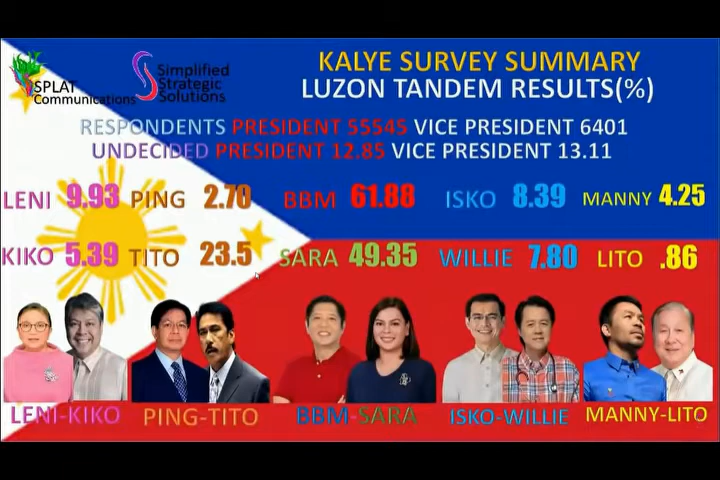 SPLAT
Communications
Simplified
Strategic
Solutions
KALYE SURVEY SUMMARY
LUZON TANDEM RESULTS(%)
RESPONDENTS PRESIDENT 55545 VICE PRESIDENT 6401
UNDECIDED PRESIDENT 12.85 VICE PRESIDENT 13.11
LENI 9.93 PING 2.70 BBM 61.88 ISKO 8.39 MANNY 4.25
KIKO 5.39 TITO 23.5 SARA 49.35 WILLIE 7.80 LITO .86
LENI-KIKO PING-TITO BBM-SARA ISKO-WILLIE MANNY-LITO